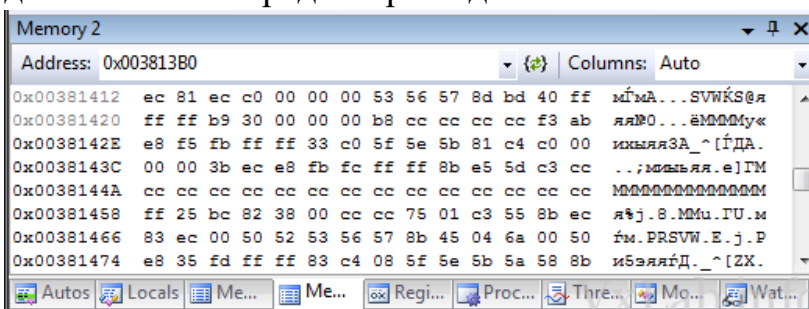 Memory 2
Address: 0x003813B0 Columns: Auto
0x00381412 ec 81 ec c0 00 00 00 53 56 57 8d bd 40 ff мЃмА...SVWЌЅ@я
0x00381420 ff ff b9 30 00 00 00 b8 cc cc cc cc f3 ab яя№0...ёММММу«
0x0038142E e8 f5 fb ff ff 33 c0 5f 5e 5b 81 c4 c0 00 ихыяя3А_^[ЃДА.
0x0038143C 00 00 3b ec e8 fb fc ff ff 8b e5 5d c3 cc ..;миыьяя.е]ГМ
0x0038144A cc cc cc cc cc cc cc cc cc cc cc cc cc cc ММММММММММММММ
0x00381458 ff 25 bc 82 38 00 cc cc 75 01 c3 55 8b ec я%ј.8.ММu.ГU.м
0x00381466 83 ec 00 50 52 53 56 57 8b 45 04 6a 00 50 ѓм.PRSVW.E.j.P
0x00381474 e8 35 fd ff ff 83 c4 08 5f 5e 5b 5a 58 8b и5эяяѓД._^[ZX.
Autos Locals Me... Me... Regi... Proc... Thre... Mo... Wat...